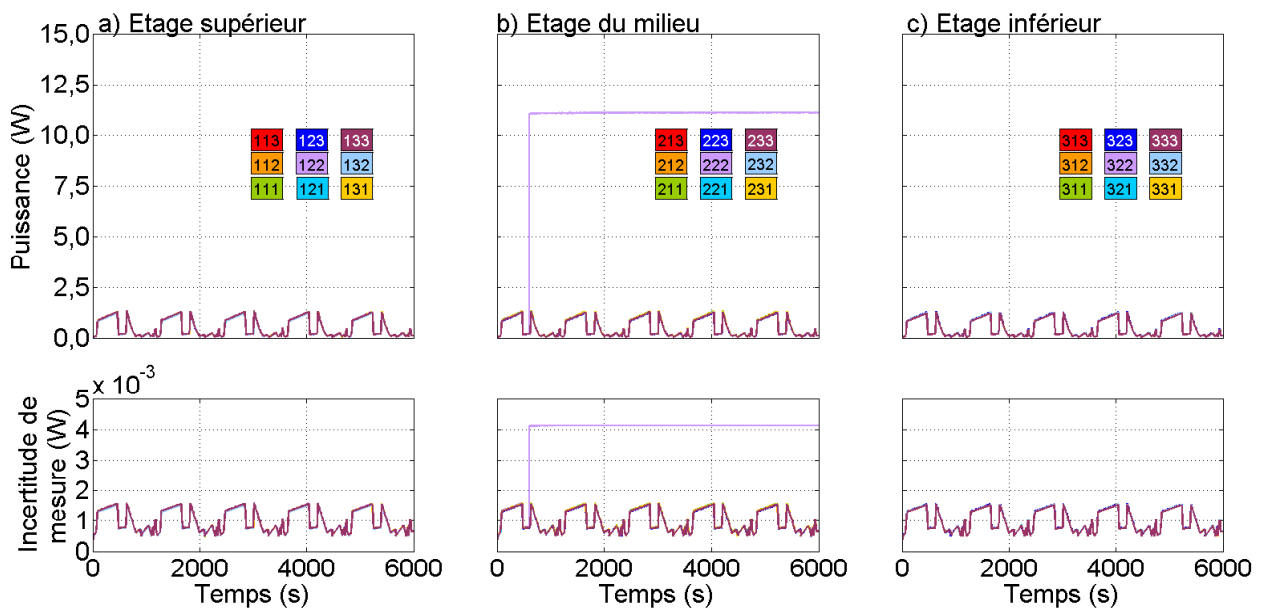 a) Etage supérieur
b) Etage du milieu
c) Etage inférieur
Puissance (W)
15,0
12,5
10,0
7,5
5,0
2,5
0,0
113 123 133
112 122 132
111 121 131
213 223 233
212 222 232
211 221 231
313 323 333
312 322 332
311 321 331
x 10-3
Incertitude de
mesure (W)
5
4
3
2
1
0
0 2000 4000 6000
0 2000 4000 6000
0 2000 4000 6000
Temps (s)
Temps (s)
Temps (s)